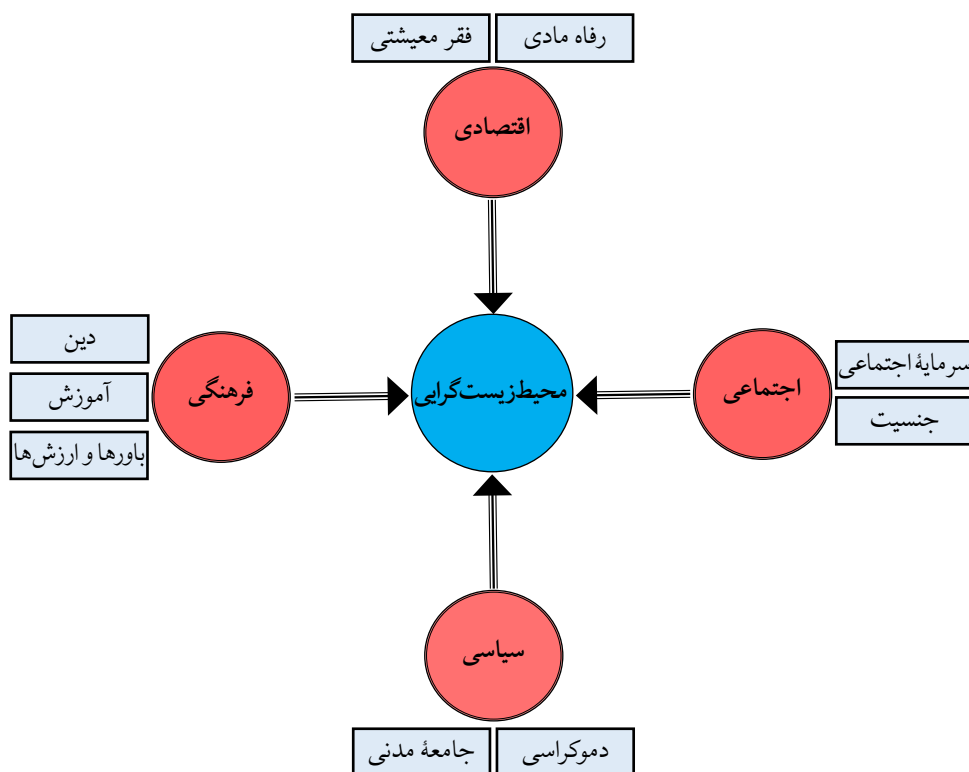 رفاه مادی
فقر معیشتی
اقتصادی
سرمایهٔ اجتماعی
جنسیت
اجتماعی
محیط‌زیست‌گرایی
فرهنگی
دین
آموزش
باورها و ارزش‌ها
سیاسی
دموکراسی
جامعهٔ مدنی